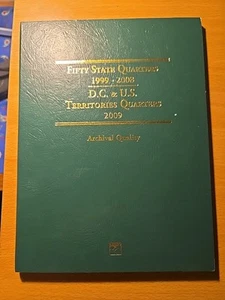 FIFTY STATE QUARTERS
1999 - 2008
D.C. & U.S.
TERRITORIES QUARTERS
2009
Archival Quality